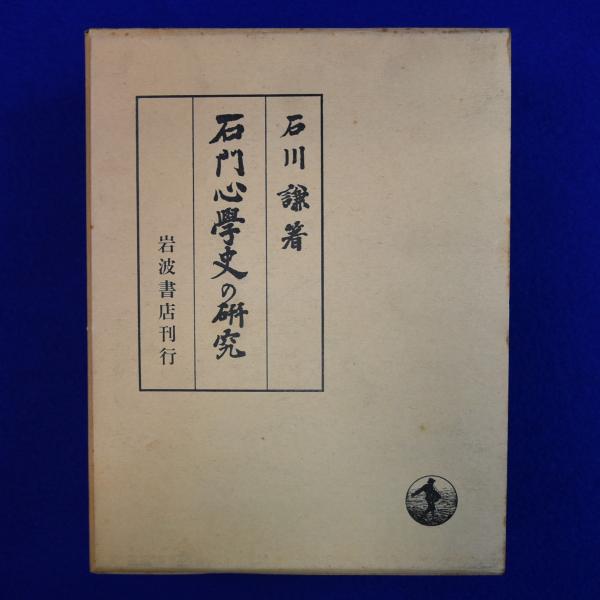 石川謙著
石門心學史の研究
岩波書店刊行